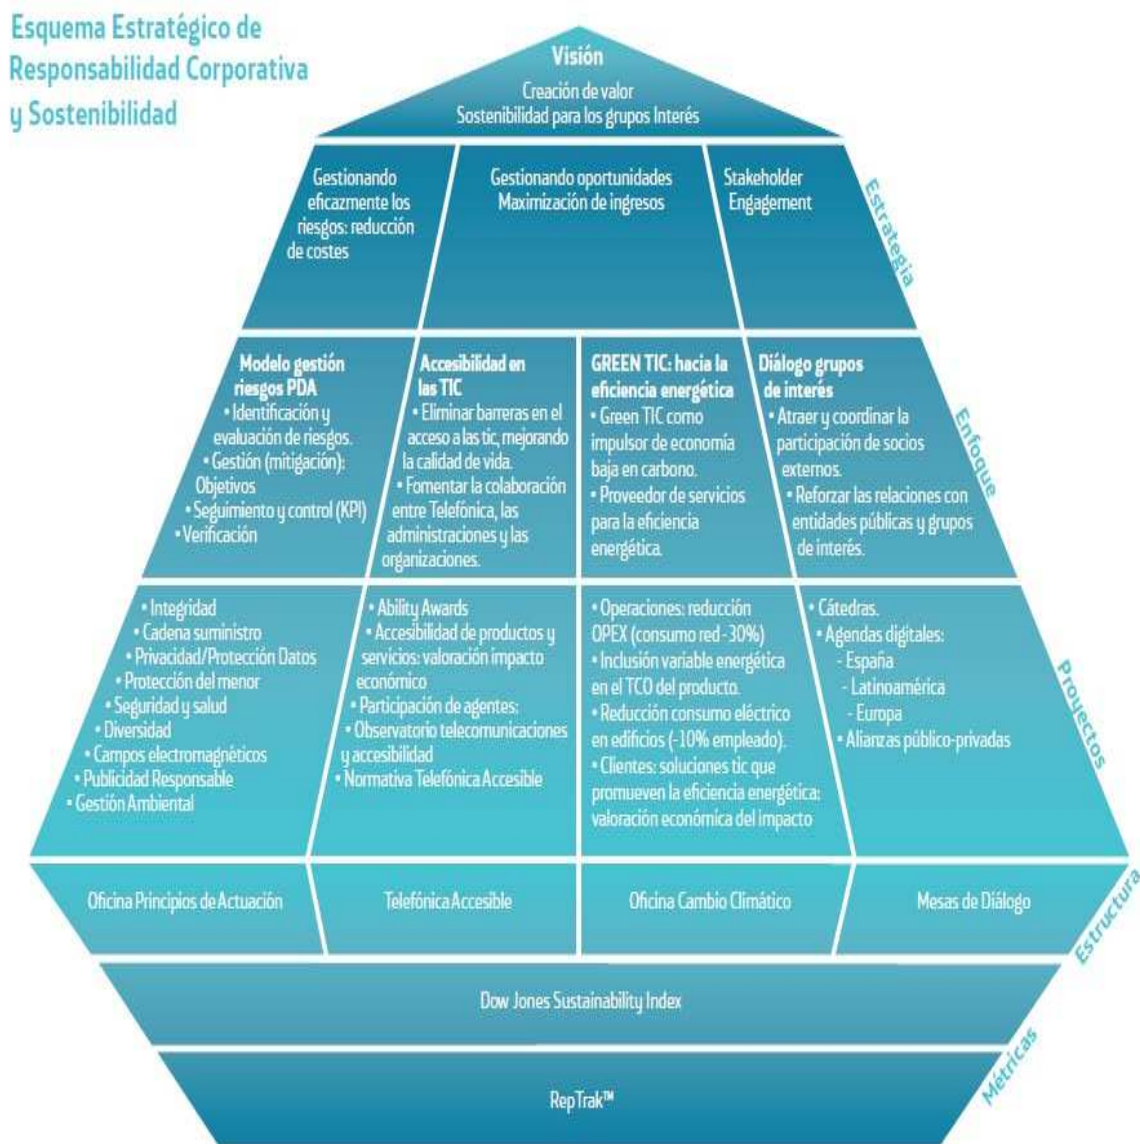 Esquema Estratégico de
Responsabilidad Corporativa
y Sostenibilidad
Visión
Creación de valor
Sostenibilidad para los grupos Interés
Gestionando
eficazmente los
riesgos: reducción
de costes
Gestionando oportunidades
Maximización de ingresos
Stakeholder
Engagement
Estrategia
Modelo gestión
riesgos PDA
• Identificación y
evaluación de riesgos.
• Gestión (mitigación):
Objetivos
• Seguimiento y control (KPI)
• Verificación
Accesibilidad en
las TIC
• Eliminar barreras en el
acceso a las tic, mejorando
la calidad de vida.
• Fomentar la colaboración
entre Telefónica, las
administraciones y las
organizaciones.
GREEN TIC: hacia la
eficiencia energética
• Green TIC como
impulsor de economía
baja en carbono.
• Proveedor de servicios
para la eficiencia
energética.
Diálogo grupos
de interés
• Atraer y coordinar la
participación de socios
externos.
• Reforzar las relaciones con
entidades públicas y grupos
de interés.
Enfoque
• Integridad
• Cadena suministro
• Privacidad/Protección Datos
• Protección del menor
• Seguridad y salud
• Diversidad
• Campos electromagnéticos
• Publicidad Responsable
• Gestión Ambiental
• Ability Awards
• Accesibilidad de productos y
servicios: valoración impacto
económico
• Participación de agentes:
• Observatorio telecomunicaciones
y accesibilidad
• Normativa Telefónica Accesible
• Operaciones: reducción
OPEX (consumo red -30%)
• Inclusión variable energética
en el TCO del producto.
• Reducción consumo eléctrico
en edificios (-10% empleado).
• Clientes: soluciones tic que
promueven la eficiencia energética:
valoración económica del impacto
• Cátedras.
• Agendas digitales:
- España
- Latinoamérica
- Europa
• Alianzas público-privadas
Proyectos
Oficina Principios de Actuación
Telefónica Accesible
Oficina Cambio Climático
Mesas de Diálogo
Estructura
Dow Jones Sustainability Index
RepTrak™
Métricas